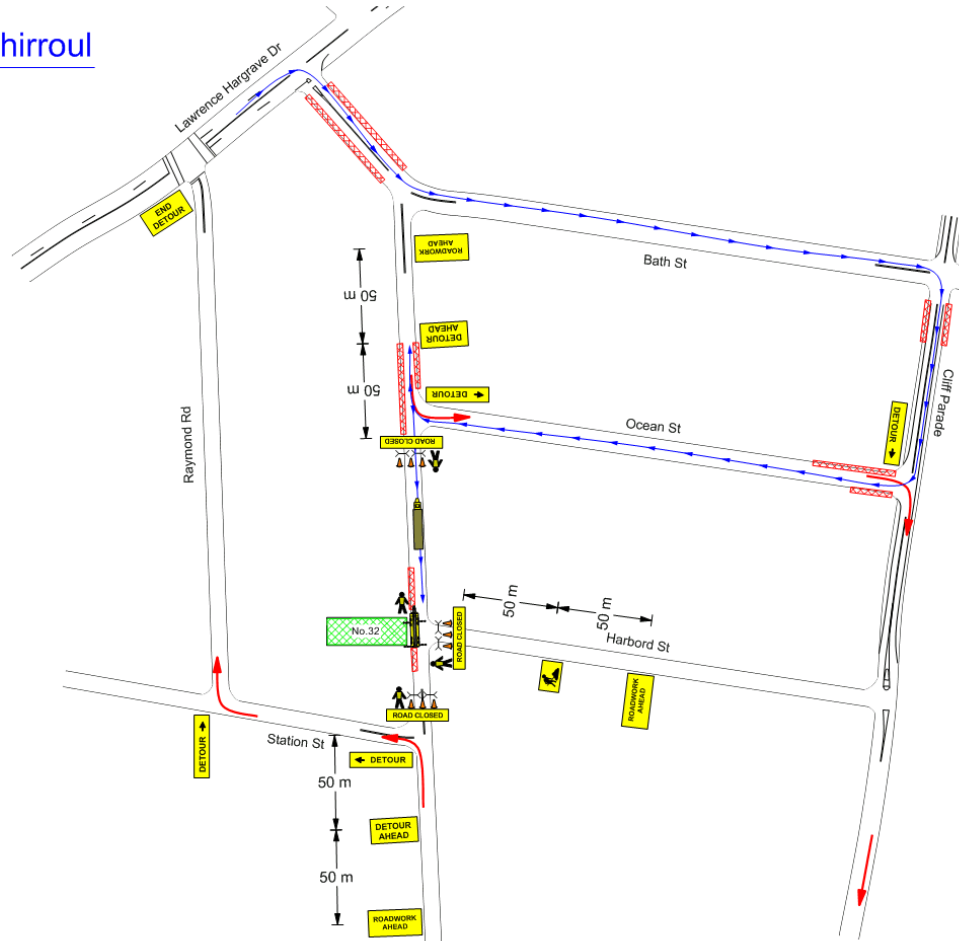 hirroul
Lawrence Hargrave Dr
END
DETOUR
ROADWORK
AHEAD
50 m
DETOUR
AHEAD
50 m
DETOUR
ROAD CLOSED
Bath St
Cliff Parade
Ocean St
DETOUR
Raymond Rd
50 m
50 m
Harbord St
No.32
ROAD CLOSED
ROADWORK
AHEAD
ROAD CLOSED
Station St
DETOUR
DETOUR
50 m
DETOUR
AHEAD
50 m
ROADWORK
AHEAD